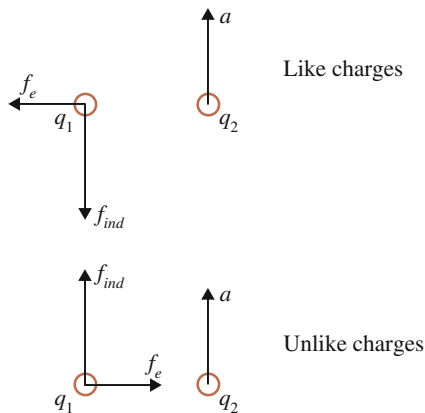 a
Like charges
f_e
q_1
q_2
f_ind
f_ind
a
Unlike charges
f_e
q_1
q_2